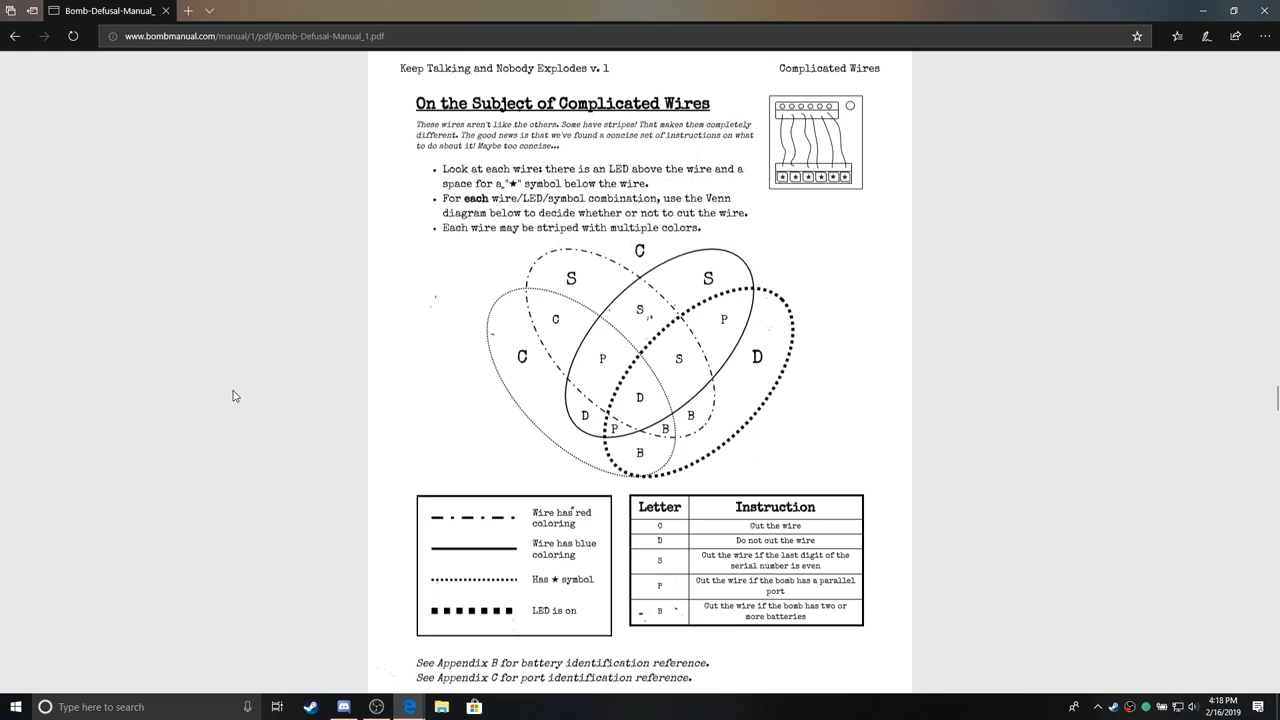 Bomb-Defusal-Manual_
www.bombmanual.com/manual/1/pdf/Bomb-Defusal-Manual_1.pdf
Keep Talking and Nobody Explodes v. 1
Complicated Wires
On the Subject of Complicated Wires
These wires aren't like the others. Some have stripes! That makes them completely
different. The good news is that we've found a concise set of instructions on what
to do about it! Maybe too concise...
• Look at each wire: there is an LED above the wire and a
space for a "★" symbol below the wire.
• For each wire/LED/symbol combination, use the Venn
diagram below to decide whether or not to cut the wire.
• Each wire may be striped with multiple colors.
C
S S
S
C P
C P S D
D
D B
P B
B
Wire has red
coloring
Wire has blue
coloring
Has ★ symbol
LED is on
Letter Instruction
C Cut the wire
D Do not cut the wire
S Cut the wire if the last digit of the
serial number is even
P Cut the wire if the bomb has a parallel
port
B Cut the wire if the bomb has two or
more batteries
See Appendix B for battery identification reference.
See Appendix C for port identification reference.
Type here to search
4:18 PM
2/16/2019